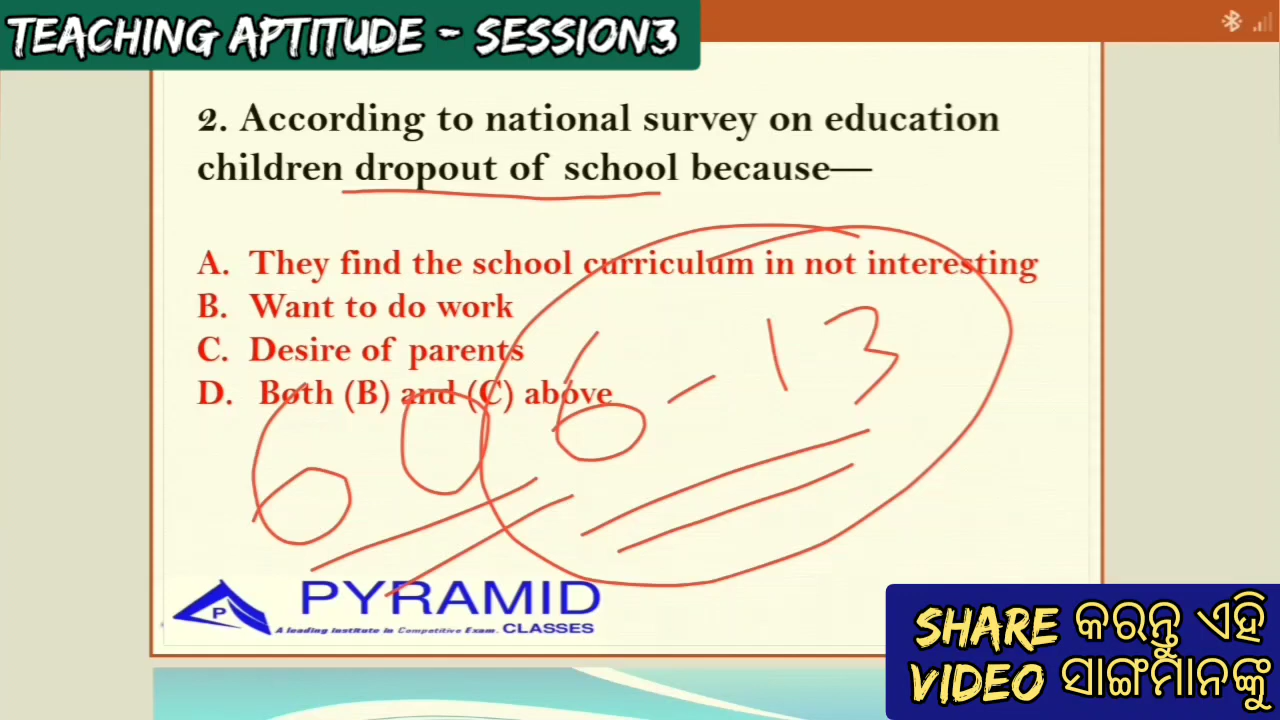 TEACHING APTITUDE - SESSION3
2. According to national survey on education
children dropout of school because—
A. They find the school curriculum in not interesting
B. Want to do work
C. Desire of parents
D. Both (B) and (C) above
60
6-13
P
PYRAMID
A leading Institute in Competitive Exam. CLASSES
SHARE କରନ୍ତୁ ଏହି
VIDEO ସାଙ୍ଗମାନଙ୍କୁ